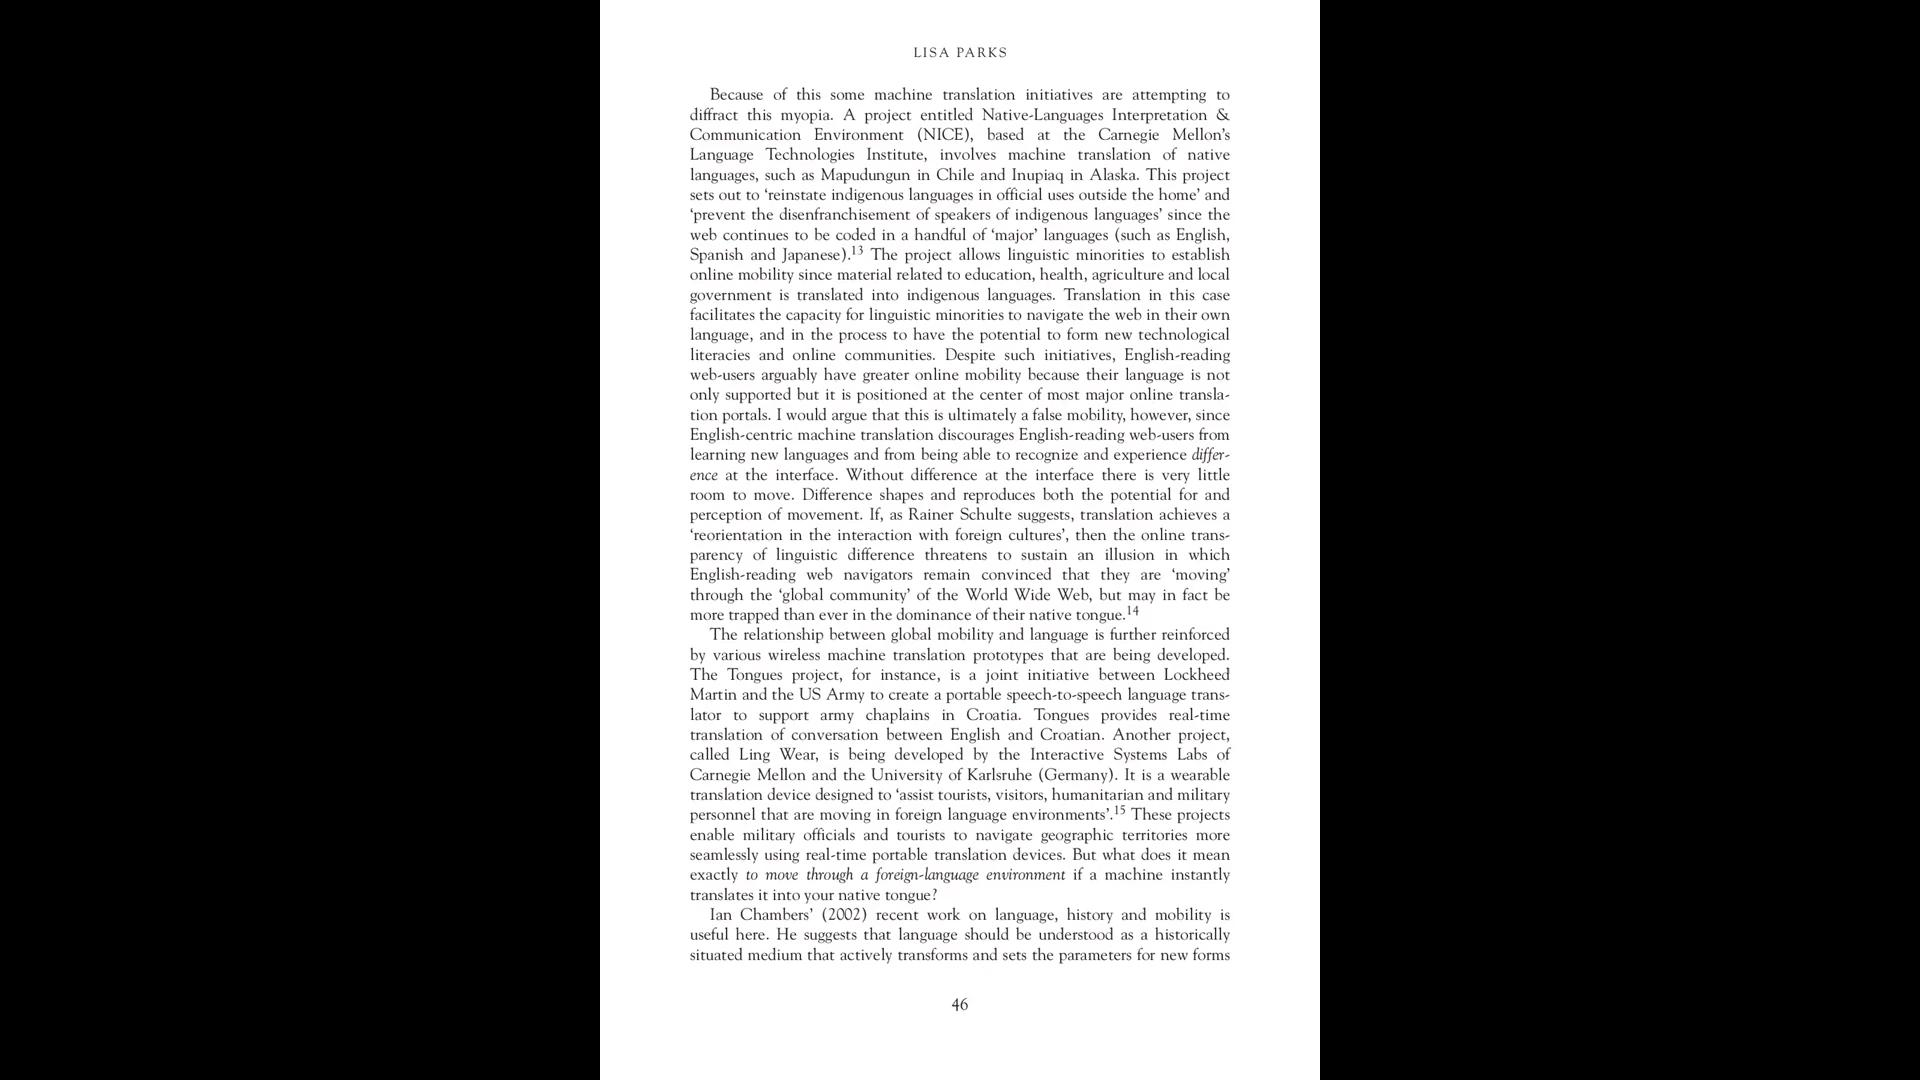 LISA PARKS
Because of this some machine translation initiatives are attempting to
diffract this myopia. A project entitled Native-Languages Interpretation &
Communication Environment (NICE), based at the Carnegie Mellon's
Language Technologies Institute, involves machine translation of native
languages, such as Mapudungun in Chile and Inupiaq in Alaska. This project
sets out to 'reinstate indigenous languages in official uses outside the home' and
'prevent the disenfranchisement of speakers of indigenous languages' since the
web continues to be coded in a handful of 'major' languages (such as English,
Spanish and Japanese).13 The project allows linguistic minorities to establish
online mobility since material related to education, health, agriculture and local
government is translated into indigenous languages. Translation in this case
facilitates the capacity for linguistic minorities to navigate the web in their own
language, and in the process to have the potential to form new technological
literacies and online communities. Despite such initiatives, English-reading
web-users arguably have greater online mobility because their language is not
only supported but it is positioned at the center of most major online transla-
tion portals. I would argue that this is ultimately a false mobility, however, since
English-centric machine translation discourages English-reading web-users from
learning new languages and from being able to recognize and experience differ-
ence at the interface. Without difference at the interface there is very little
room to move. Difference shapes and reproduces both the potential for and
perception of movement. If, as Rainer Schulte suggests, translation achieves a
'reorientation in the interaction with foreign cultures', then the online trans-
parency of linguistic difference threatens to sustain an illusion in which
English-reading web navigators remain convinced that they are 'moving'
through the 'global community' of the World Wide Web, but may in fact be
more trapped than ever in the dominance of their native tongue.14
The relationship between global mobility and language is further reinforced
by various wireless machine translation prototypes that are being developed.
The Tongues project, for instance, is a joint initiative between Lockheed
Martin and the US Army to create a portable speech-to-speech language trans-
lator to support army chaplains in Croatia. Tongues provides real-time
translation of conversation between English and Croatian. Another project,
called Ling Wear, is being developed by the Interactive Systems Labs of
Carnegie Mellon and the University of Karlsruhe (Germany). It is a wearable
translation device designed to 'assist tourists, visitors, humanitarian and military
personnel that are moving in foreign language environments'.15 These projects
enable military officials and tourists to navigate geographic territories more
seamlessly using real-time portable translation devices. But what does it mean
exactly to move through a foreign-language environment if a machine instantly
translates it into your native tongue?
Ian Chambers' (2002) recent work on language, history and mobility is
useful here. He suggests that language should be understood as a historically
situated medium that actively transforms and sets the parameters for new forms
46